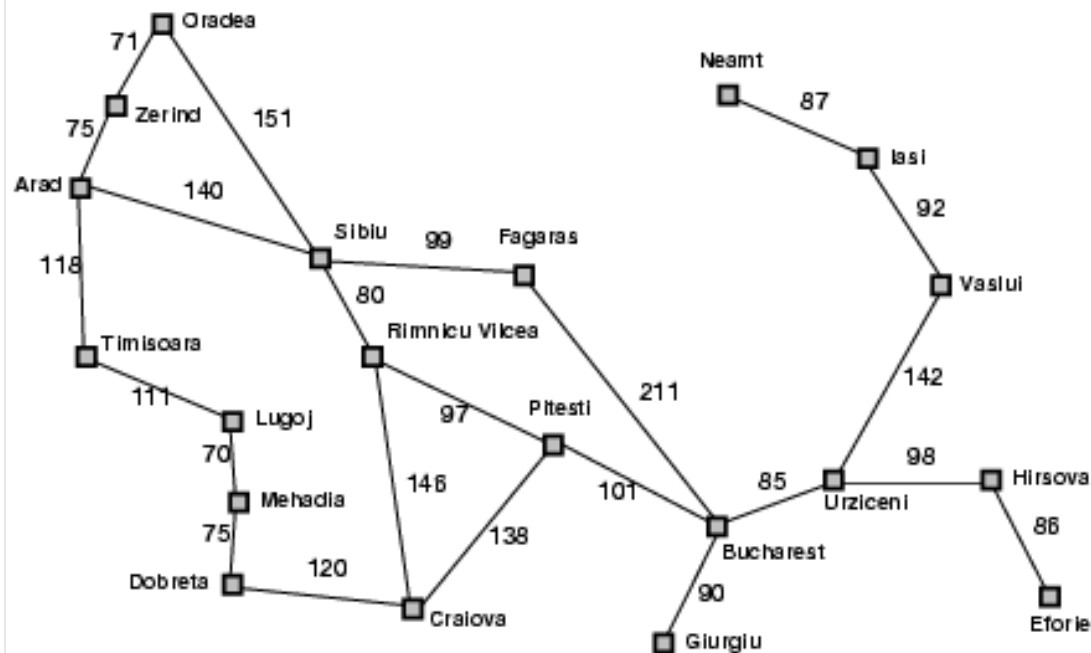 Oradea
71
Neamt
87
Zerind
75
151
Iasi
Arad
140
92
Sibiu
99
Fagaras
118
80
Vaslui
Rimnicu Vilcea
Timisoara
142
111
211
Lugoj
97
Pitesti
70
98
Hirsova
146
101
85
Mehadia
Urziceni
75
138
86
Bucharest
120
Dobreta
90
Craiova
Eforie
Giurgiu